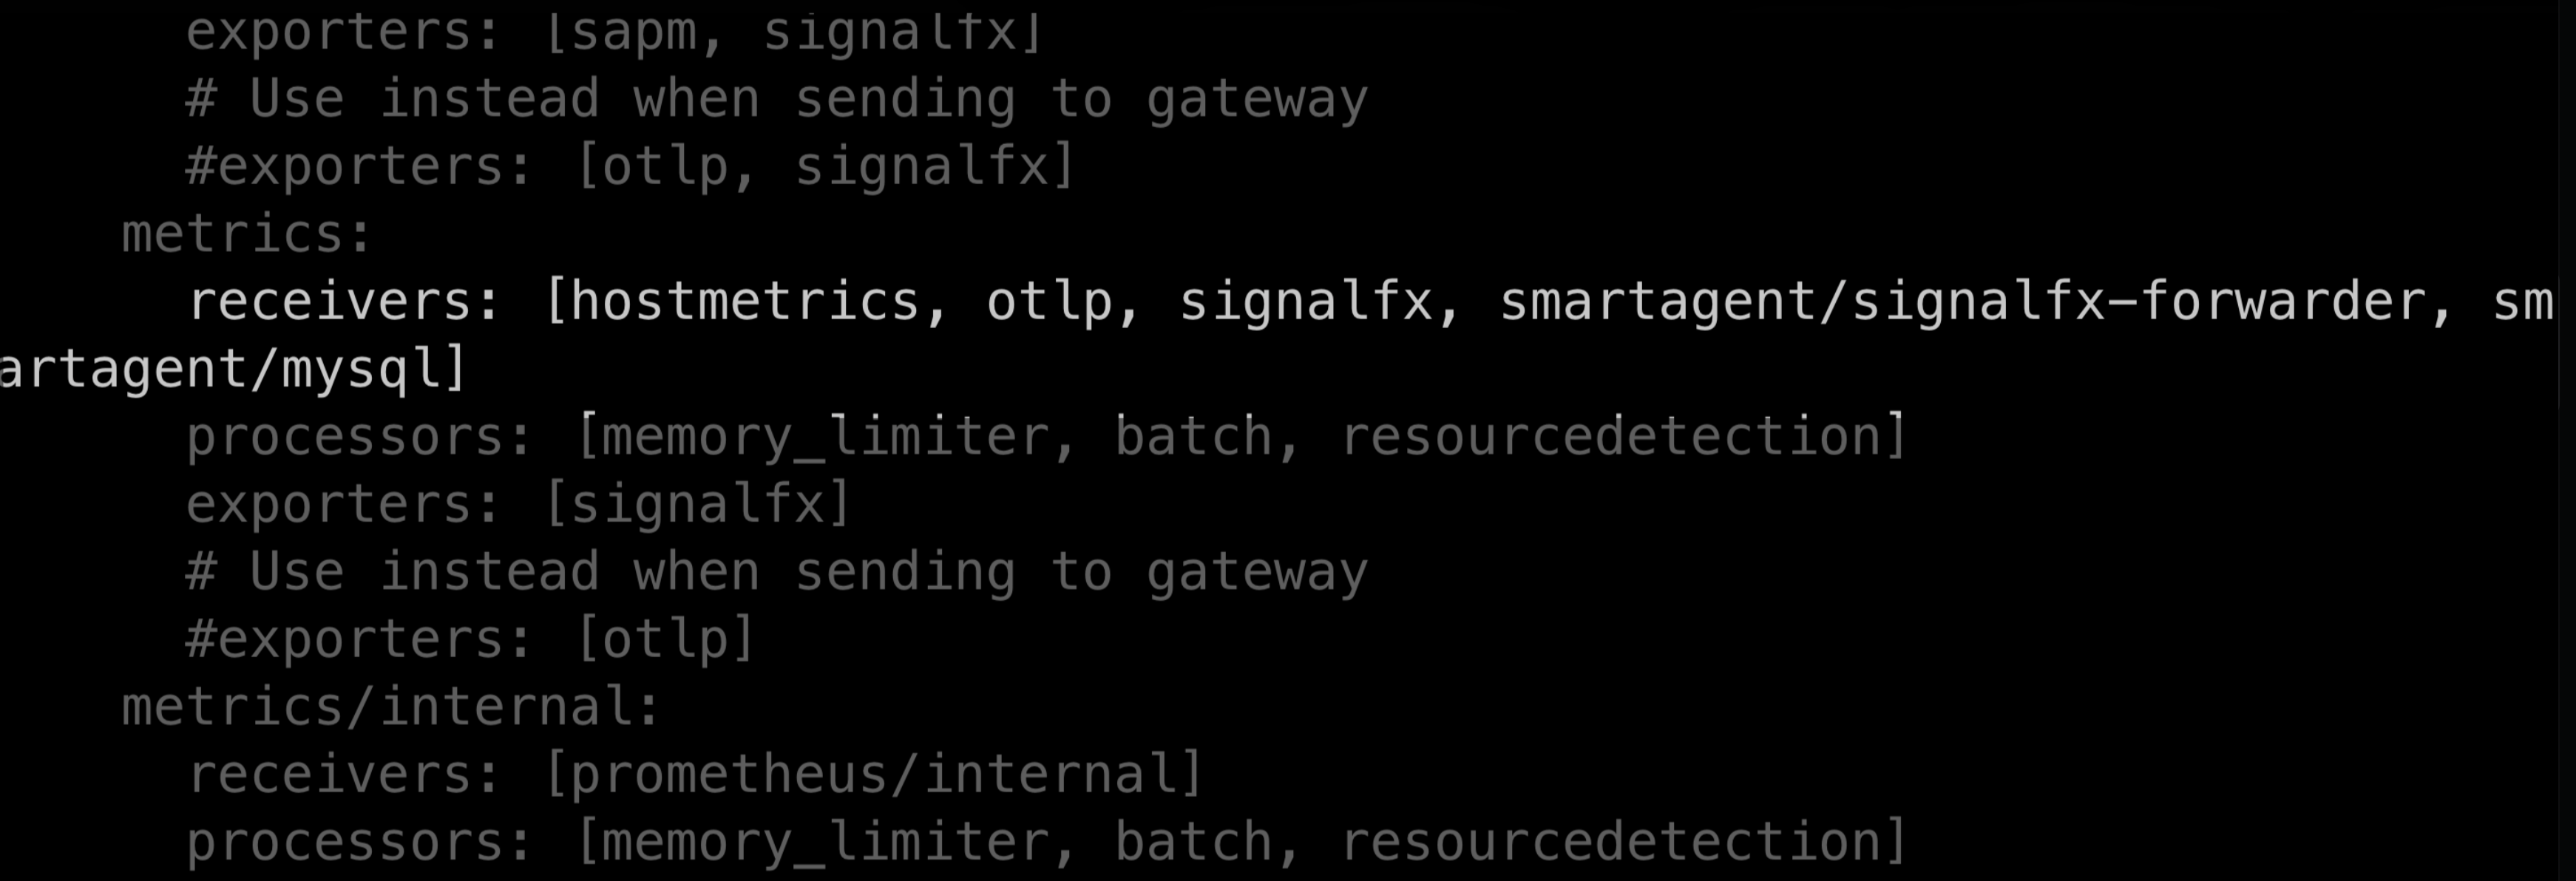 exporters: [sapm, signalfx]
# Use instead when sending to gateway
#exporters: [otlp, signalfx]
metrics:
receivers: [hostmetrics, otlp, signalfx, smartagent/signalfx-forwarder, sm
artagent/mysql]
processors: [memory_limiter, batch, resourcedetection]
exporters: [signalfx]
# Use instead when sending to gateway
#exporters: [otlp]
metrics/internal:
receivers: [prometheus/internal]
processors: [memory_limiter, batch, resourcedetection]